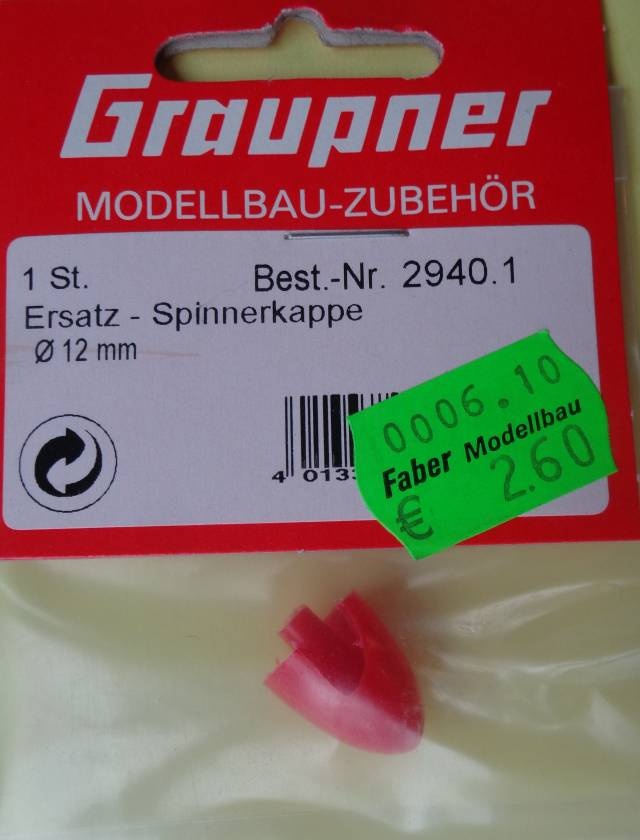 Graupner
MODELLBAU-ZUBEHÖR
1 St. Best.-Nr. 2940.1
Ersatz - Spinnerkappe
Ø 12 mm
4 013
0006.10
Faber Modellbau
€ 2.60